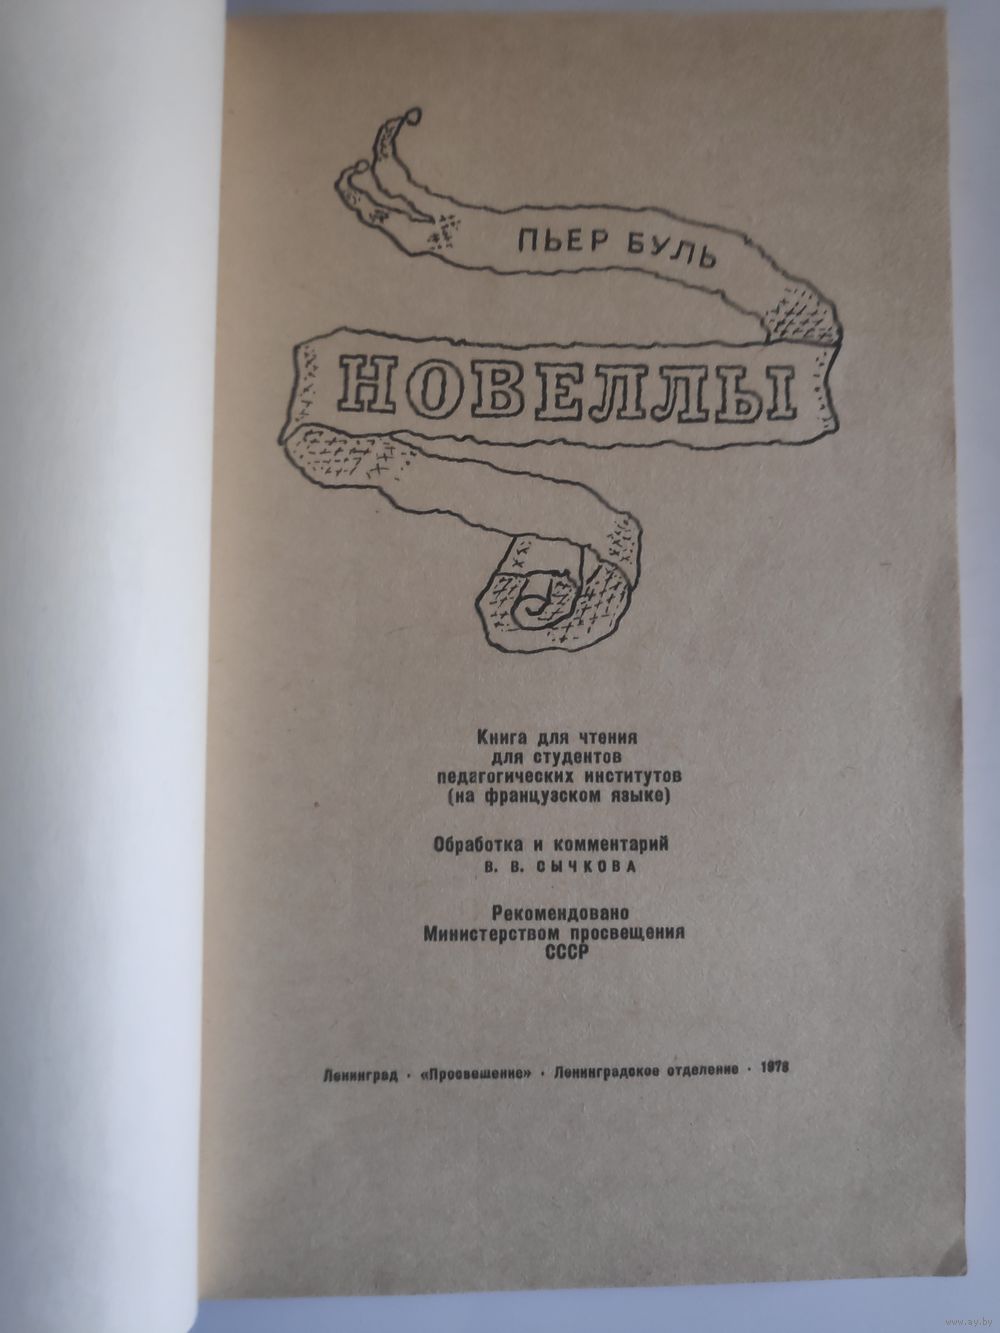 ПЬЕР БУЛЬ
НОВЕЛЛЫ
Книга для чтения
для студентов
педагогических институтов
(на французском языке)
Обработка и комментарий
В. В. СЫЧКОВА
Рекомендовано
Министерством просвещения
СССР
Ленинград · «Просвещение» · Ленинградское отделение · 1978
www.ay.by